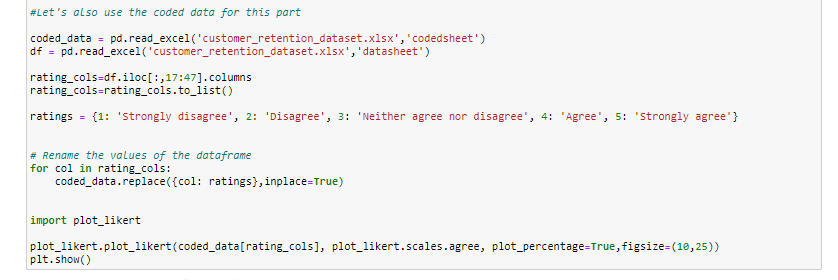 #Let's also use the coded data for this part
coded_data = pd.read_excel('customer_retention_dataset.xlsx','codedsheet')
df = pd.read_excel('customer_retention_dataset.xlsx','datasheet')
rating_cols=df.iloc[:,17:47].columns
rating_cols=rating_cols.to_list()
ratings = {1: 'Strongly disagree', 2: 'Disagree', 3: 'Neither agree nor disagree', 4: 'Agree', 5: 'Strongly agree'}
# Rename the values of the dataframe
for col in rating_cols:
    coded_data.replace({col: ratings},inplace=True)
import plot_likert
plot_likert.plot_likert(coded_data[rating_cols], plot_likert.scales.agree, plot_percentage=True,figsize=(10,25))
plt.show()